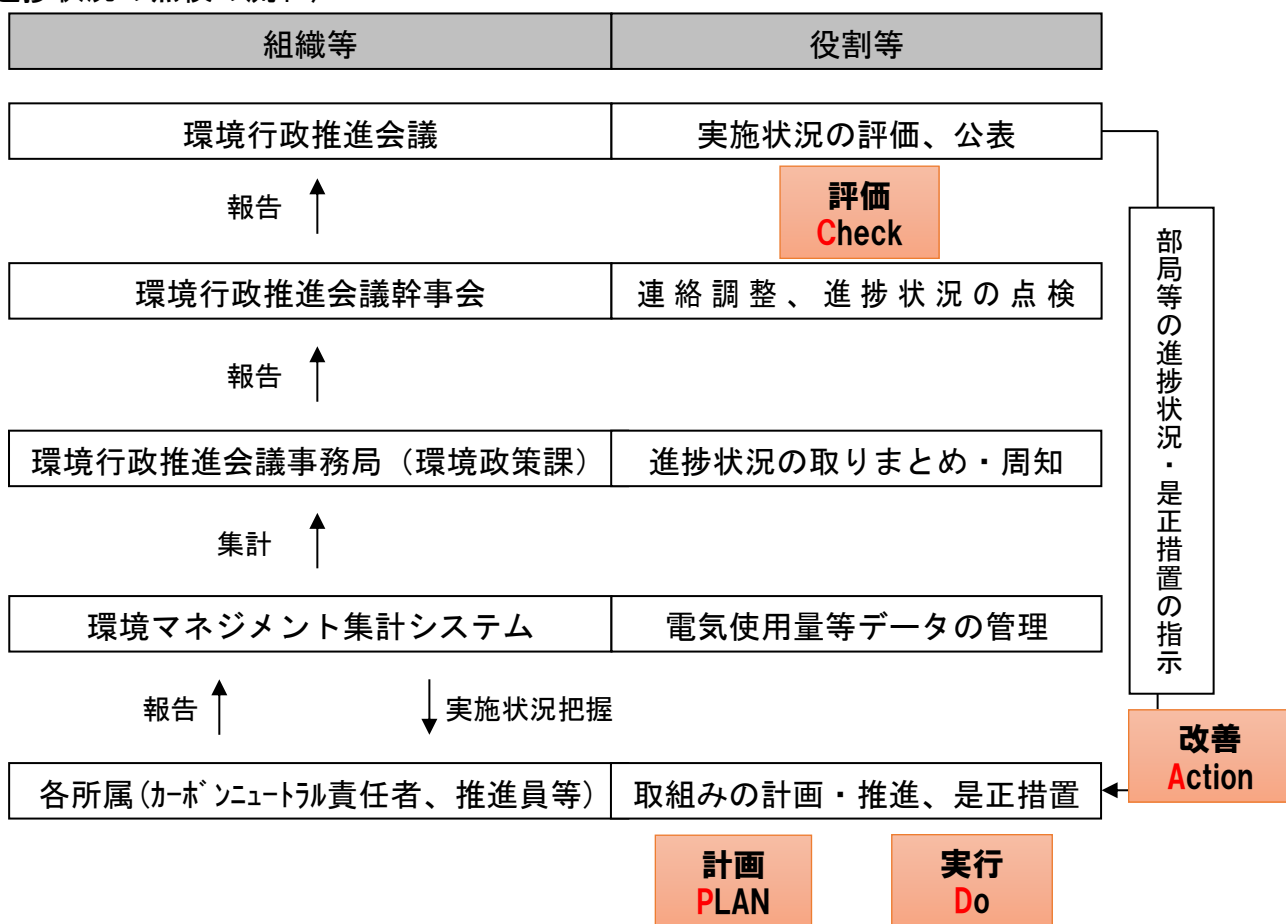 組織等 役割等
環境行政推進会議 実施状況の評価、公表
報告
評価
Check
環境行政推進会議幹事会 連絡調整、進捗状況の点検
報告
環境行政推進会議事務局（環境政策課） 進捗状況の取りまとめ・周知
集計
環境マネジメント集計システム 電気使用量等データの管理
報告 実施状況把握
各所属(ｶｰﾎﾞﾝﾆｭｰﾄﾗﾙ責任者、推進員等) 取組みの計画・推進、是正措置
部局等の進捗状況・是正措置の指示
改善
Action
計画
PLAN
実行
Do